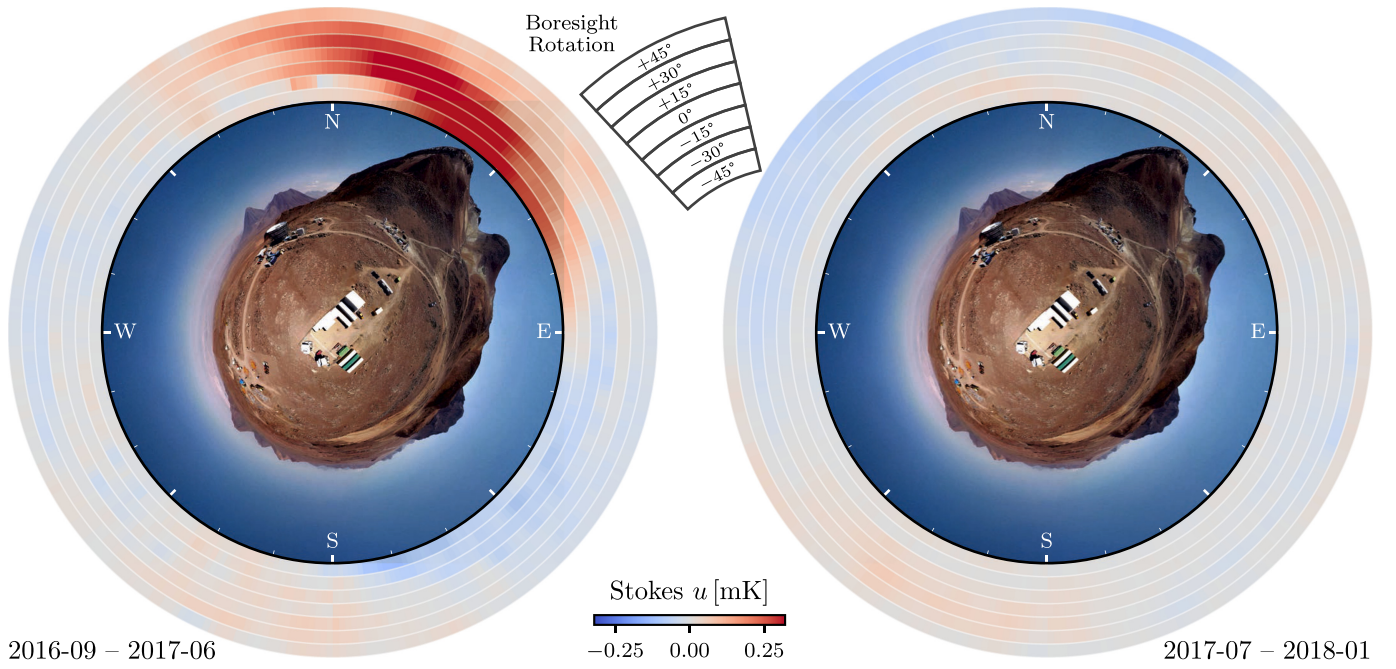 Boresight
Rotation
+45°
+30°
+15°
0°
−15°
−30°
−45°
N
W
E
S
N
W
E
S
Stokes u [mK]
−0.25 0.00 0.25
2016-09 – 2017-06
2017-07 – 2018-01